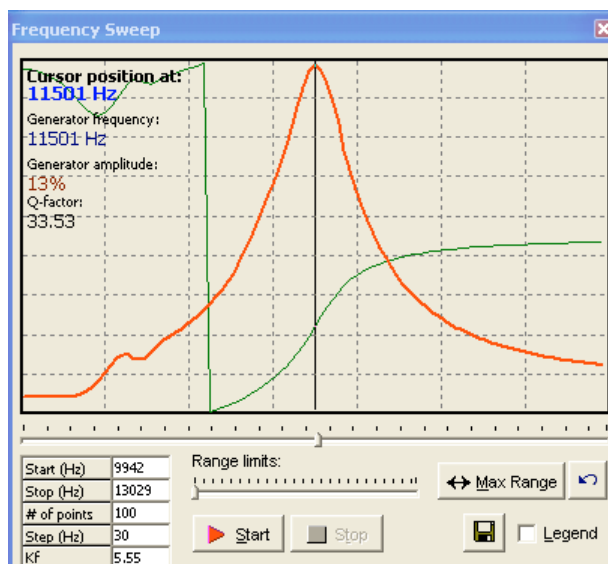 Frequency Sweep
Cursor position at:
11501 Hz
Generator frequency:
11501 Hz
Generator amplitude:
13%
Q-factor:
33.53
Start (Hz) 9942
Stop (Hz) 13029
# of points 100
Step (Hz) 30
Kf 5.55
Range limits:
Max Range
Start
Stop
Legend